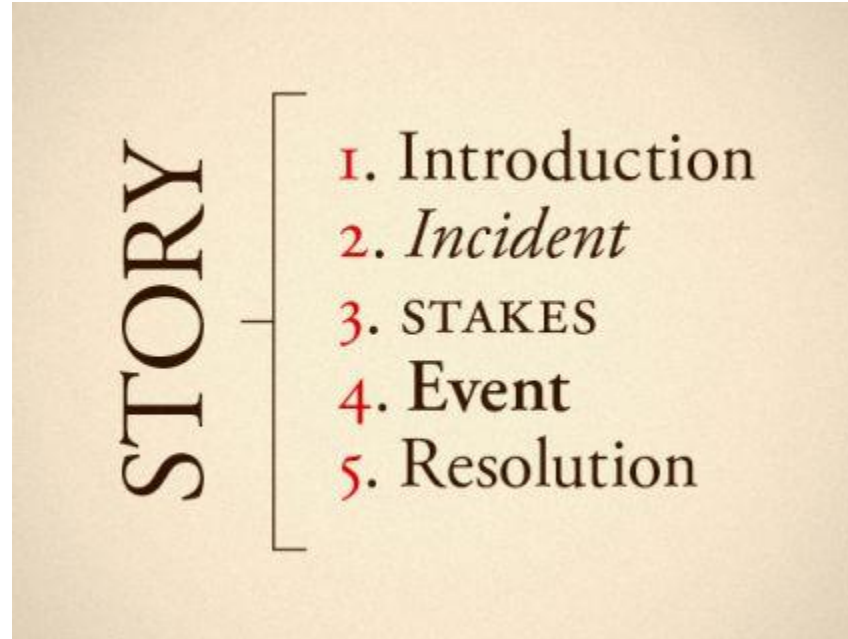 STORY
1. Introduction
2. Incident
3. STAKES
4. Event
5. Resolution